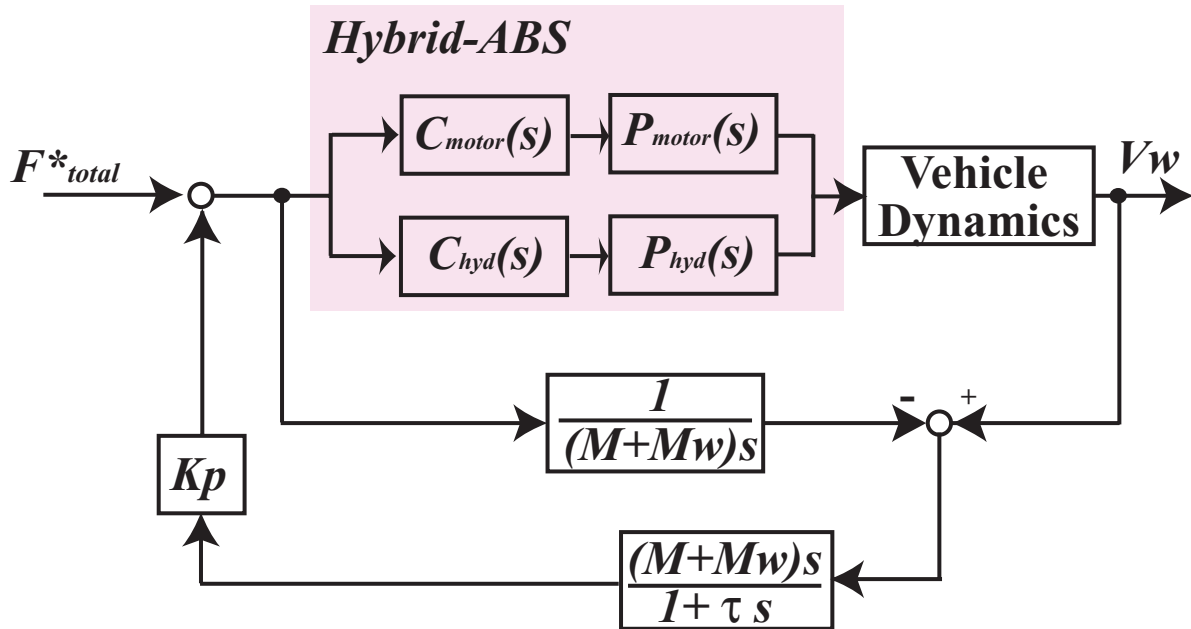 Hybrid-ABS
Cmotor(s)
Pmotor(s)
F*total
Vehicle
Dynamics
Vw
Chyd(s)
Phyd(s)
1
(M+Mw)s
-
+
Kp
(M+Mw)s
1+ τ s